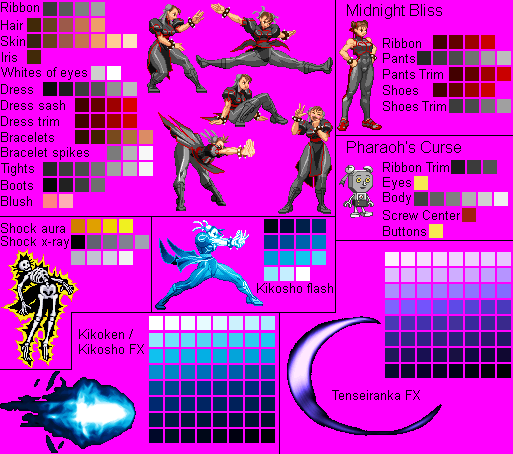 Ribbon
Hair
Skin
Iris
Whites of eyes
Dress
Dress sash
Dress trim
Bracelets
Bracelet spikes
Tights
Boots
Blush
Midnight Bliss
Ribbon
Pants
Pants Trim
Shoes
Shoes Trim
Pharaoh's Curse
Ribbon Trim
Eyes
Body
Screw Center
Buttons
Shock aura
Shock x-ray
Kikosho flash
Kikoken /
Kikosho FX
Tenseiranka FX